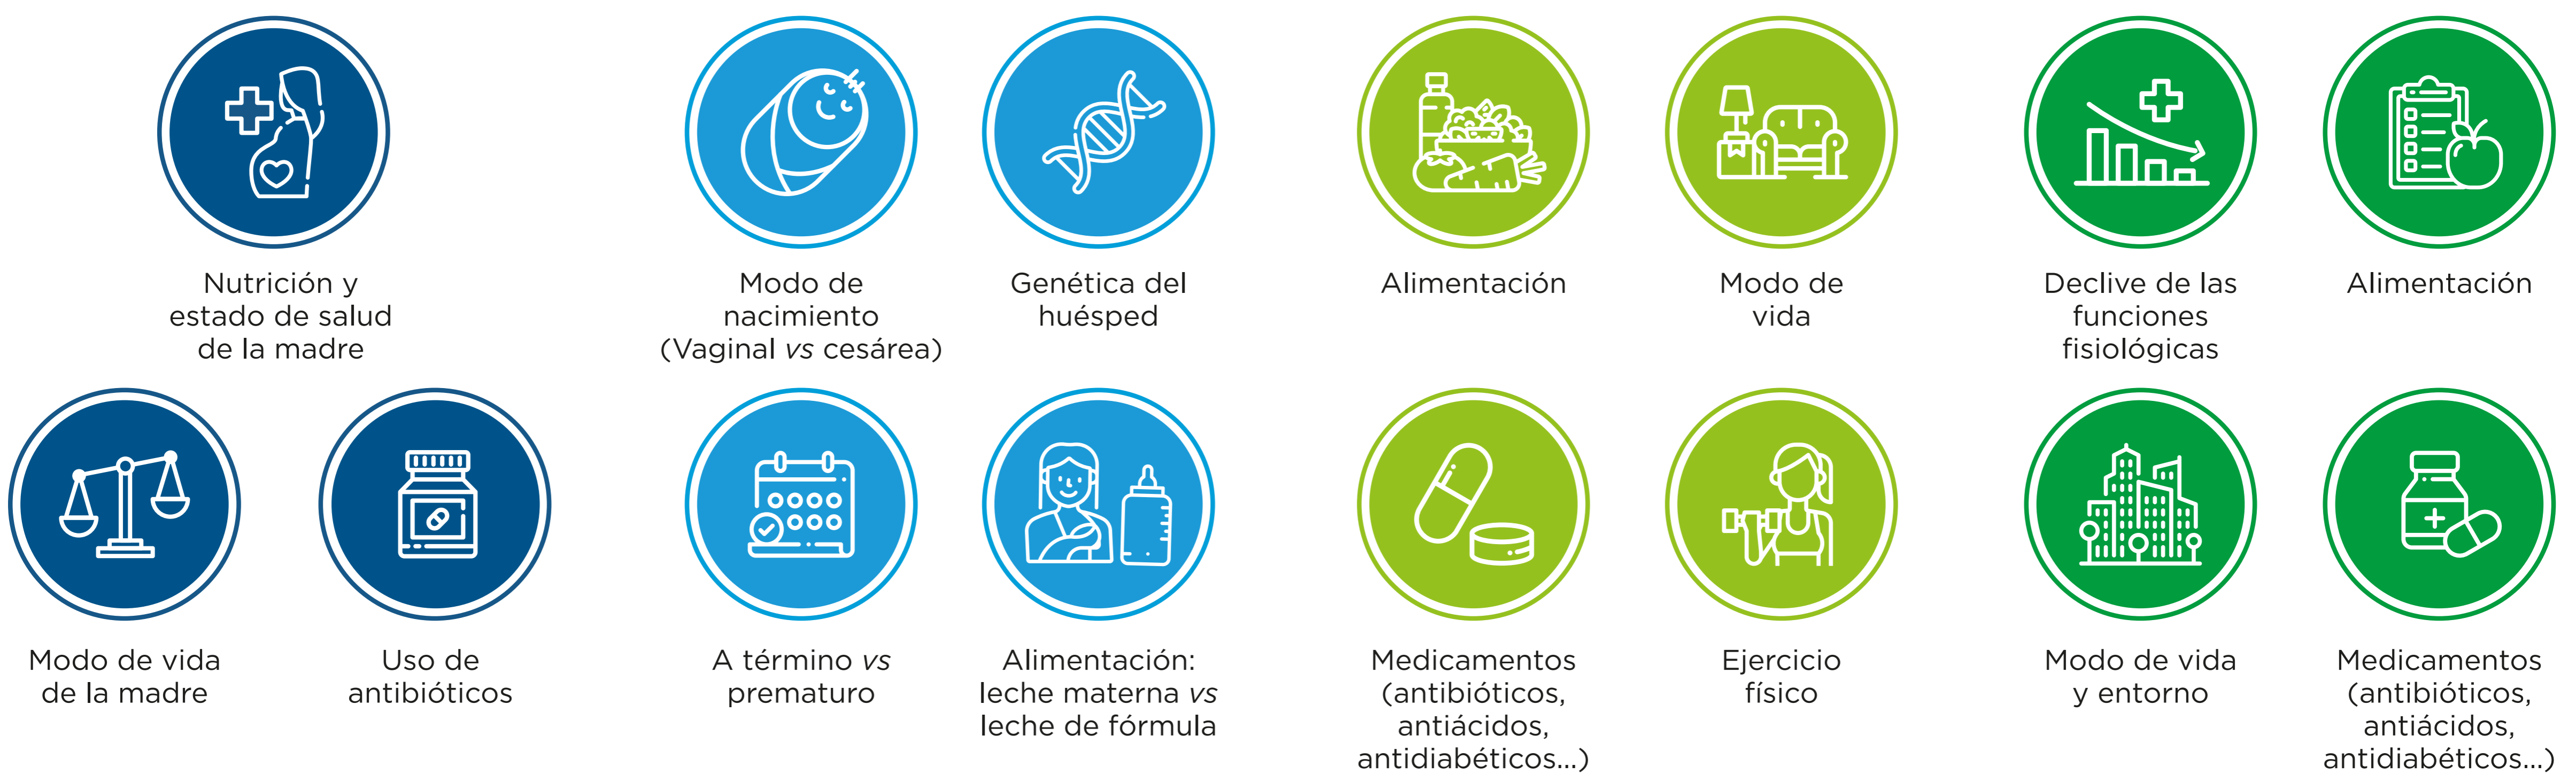 Nutrición y
estado de salud
de la madre
Modo de
nacimiento
(Vaginal vs cesárea)
Genética del
huésped
Alimentación
Modo de
vida
Declive de las
funciones
fisiológicas
Alimentación
Modo de vida
de la madre
Uso de
antibióticos
A término vs
prematuro
Alimentación:
leche materna vs
leche de fórmula
Medicamentos
(antibióticos,
antiácidos,
antidiabéticos...)
Ejercicio
físico
Modo de vida
y entorno
Medicamentos
(antibióticos,
antiácidos,
antidiabéticos...)